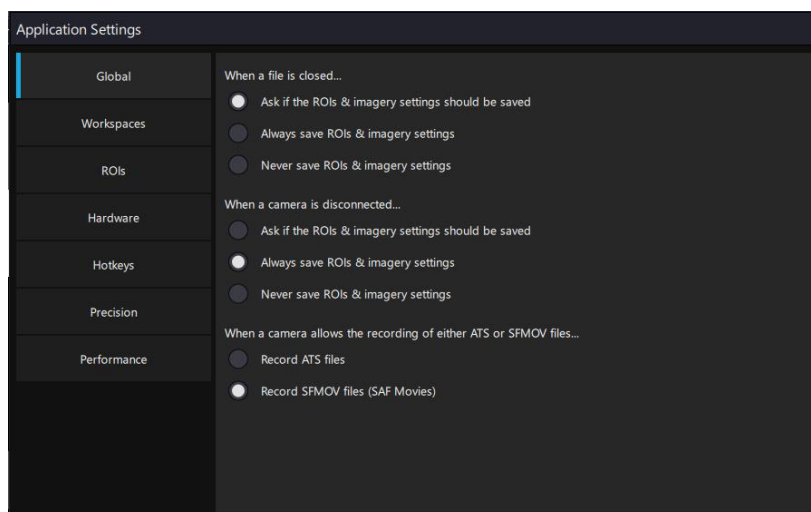 Application Settings
Global
Workspaces
ROIs
Hardware
Hotkeys
Precision
Performance
When a file is closed...
Ask if the ROIs & imagery settings should be saved
Always save ROIs & imagery settings
Never save ROIs & imagery settings
When a camera is disconnected...
Ask if the ROIs & imagery settings should be saved
Always save ROIs & imagery settings
Never save ROIs & imagery settings
When a camera allows the recording of either ATS or SFMOV files...
Record ATS files
Record SFMOV files (SAF Movies)